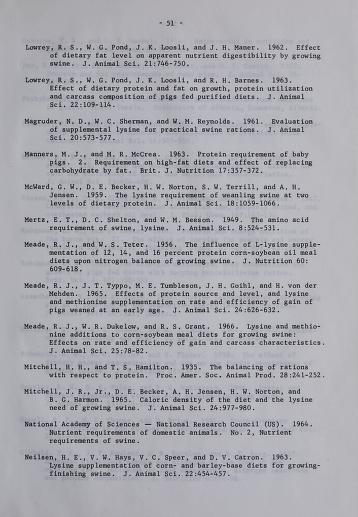 - 51 -
Lowrey, R. S., W. G. Pond, J. K. Loosli, and J. H. Maner. 1962. Effect
of dietary fat level on apparent nutrient digestibility by growing
swine. J. Animal Sci. 21:746-750.
Lowrey, R. S., W. G. Pond, J. K. Loosli, and R. H. Barnes. 1963.
Effect of dietary protein and fat on growth, protein utilization
and carcass composition of pigs fed purified diets. J. Animal
Sci. 22:109-114.
Magruder, N. D., W. C. Sherman, and W. M. Reynolds. 1961. Evaluation
of supplemental lysine for practical swine rations. J. Animal
Sci. 20:573-577.
Manners, M. J., and M. R. McCrea. 1963. Protein requirement of baby
pigs. 2. Requirement on high-fat diets and effect of replacing
carbohydrate by fat. Brit. J. Nutrition 17:357-372.
McWard, G. W., D. E. Becker, H. W. Norton, S. W. Terrill, and A. H.
Jensen. 1959. The lysine requirement of weanling swine at two
levels of dietary protein. J. Animal Sci. 18:1059-1066.
Mertz, E. T., D. C. Shelton, and W. M. Beeson. 1949. The amino acid
requirement of swine, lysine. J. Animal Sci. 8:524-531.
Meade, R. J., and W. S. Teter. 1956. The influence of L-lysine supple-
mentation of 12, 14, and 16 percent protein corn-soybean oil meal
diets upon nitrogen balance of growing swine. J. Nutrition 60:
609-618.
Meade, R. J., J. T. Typpo, M. E. Tumbleson, J. H. Goihl, and H. von der
Mehden. 1965. Effects of protein source and level, and lysine
and methionine supplementation on rate and efficiency of gain of
pigs weaned at an early age. J. Animal Sci. 24:626-632.
Meade, R. J., W. R. Dukelow, and R. S. Grant. 1966. Lysine and methio-
nine additions to corn-soybean meal diets for growing swine:
Effects on rate and efficiency of gain and carcass characteristics.
J. Animal Sci. 25:78-82.
Mitchell, H. H., and T. S. Hamilton. 1935. The balancing of rations
with respect to protein. Proc. Amer. Soc. Animal Prod. 28:241-252.
Mitchell, J. R., Jr., D. E. Becker, A. H. Jensen, H. W. Norton, and
B. G. Harmon. 1965. Caloric density of the diet and the lysine
need of growing swine. J. Animal Sci. 24:977-980.
National Academy of Sciences — National Research Council (US). 1964.
Nutrient requirements of domestic animals. No. 2, Nutrient
requirements of swine.
Neilsen, H. E., V. W. Hays, V. C. Speer, and D. V. Catron. 1963.
Lysine supplementation of corn- and barley-base diets for growing-
finishing swine. J. Animal Sci. 22:454-457.